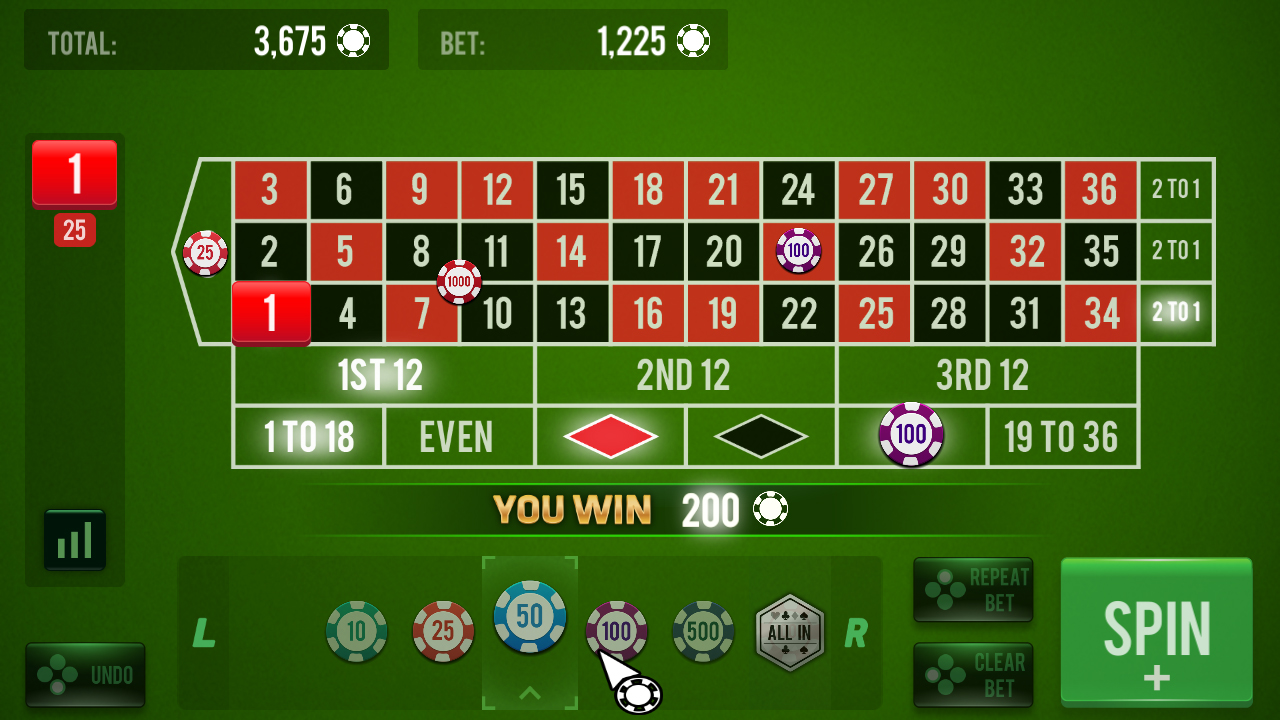 TOTAL: 3,675 BET: 1,225
1
25
3 6 9 12 15 18 21 24 27 30 33 36 2 TO 1
25 2 5 8 11 14 17 20 100 26 29 32 35 2 TO 1
1000
1 4 7 10 13 16 19 22 25 28 31 34 2 TO 1
1ST 12 2ND 12 3RD 12
1 TO 18 EVEN 100 19 TO 36
YOU WIN 200
L 10 25 50 100 500 ALL IN R
REPEAT
BET
SPIN
+
UNDO
CLEAR
BET